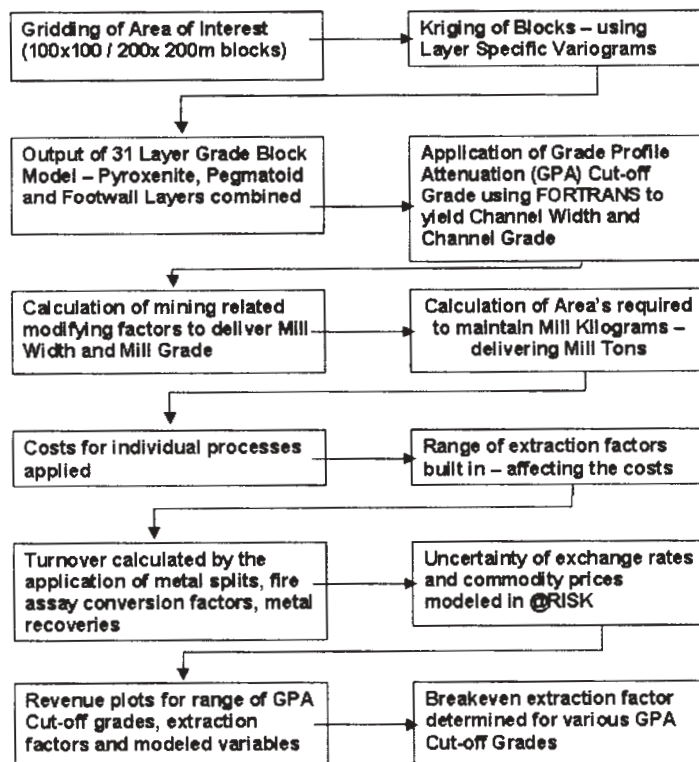 Gridding of Area of Interest
(100x100 / 200x 200m blocks)
Kriging of Blocks – using
Layer Specific Variograms
Output of 31 Layer Grade Block
Model – Pyroxenite, Pegmatoid
and Footwall Layers combined
Application of Grade Profile
Attenuation (GPA) Cut-off
Grade using FORTRANS to
yield Channel Width and
Channel Grade
Calculation of mining related
modifying factors to deliver Mill
Width and Mill Grade
Calculation of Area's required
to maintain Mill Kilograms –
delivering Mill Tons
Costs for individual processes
applied
Range of extraction factors
built in – affecting the costs
Turnover calculated by the
application of metal splits, fire
assay conversion factors, metal
recoveries
Uncertainty of exchange rates
and commodity prices
modeled in @RISK
Revenue plots for range of GPA
Cut-off grades, extraction
factors and modeled variables
Breakeven extraction factor
determined for various GPA
Cut-off Grades